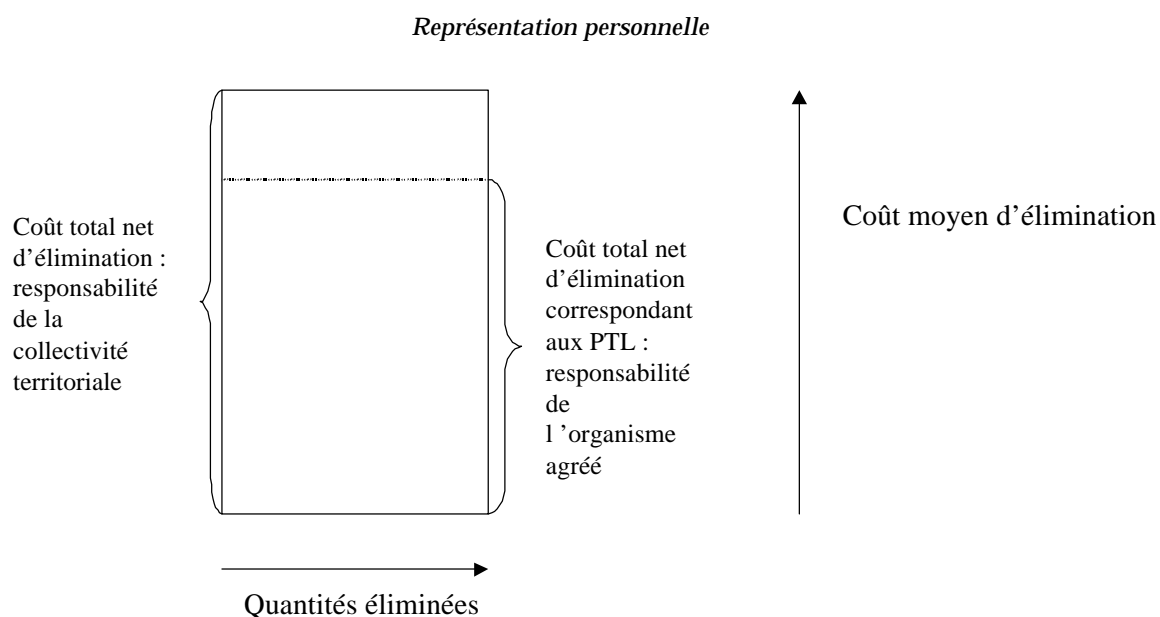 Représentation personnelle
Coût total net
d’élimination :
responsabilité
de la
collectivité
territoriale
Coût total net
d’élimination
correspondant
aux PTL :
responsabilité
de
l ’organisme
agréé
Coût moyen d’élimination
Quantités éliminées